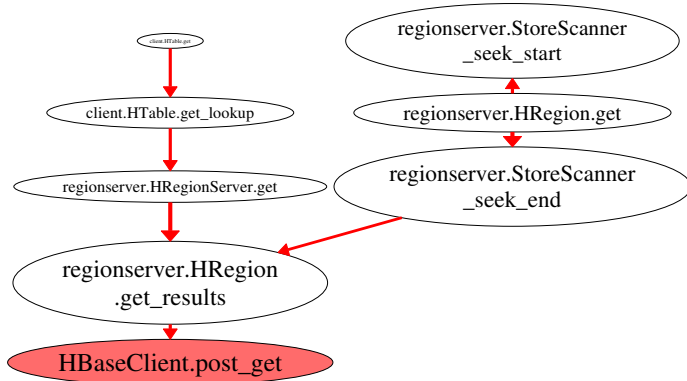 client.HTable.get
regionserver.StoreScanner
_seek_start
client.HTable.get_lookup
regionserver.HRegion.get
regionserver.HRegionServer.get
regionserver.StoreScanner
_seek_end
regionserver.HRegion
.get_results
HBaseClient.post_get